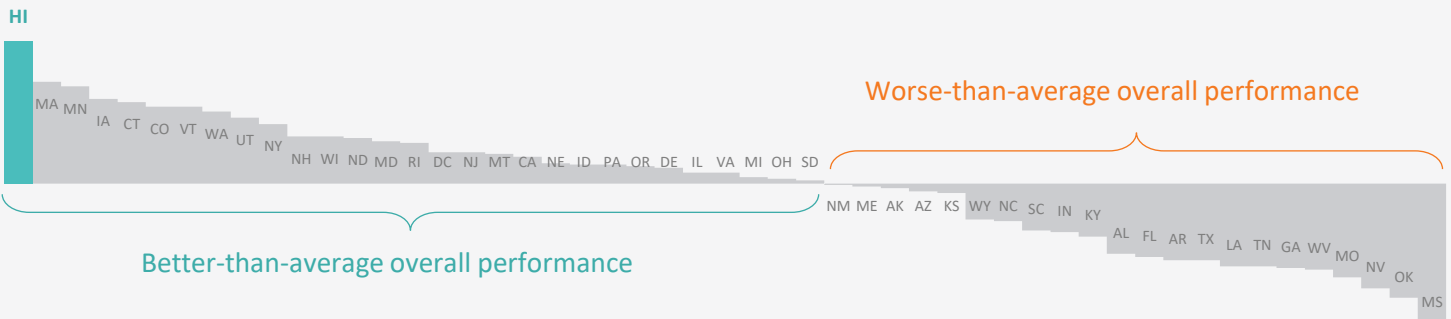 HI
Worse-than-average overall performance
MA MN IA CT CO VT WA UT NY NH WI ND MD RI DC NJ MT CA NE ID PA OR DE IL VA MI OH SD
NM ME AK AZ KS WY NC SC IN KY AL FL AR TX LA TN GA WV MO NV OK MS
Better-than-average overall performance